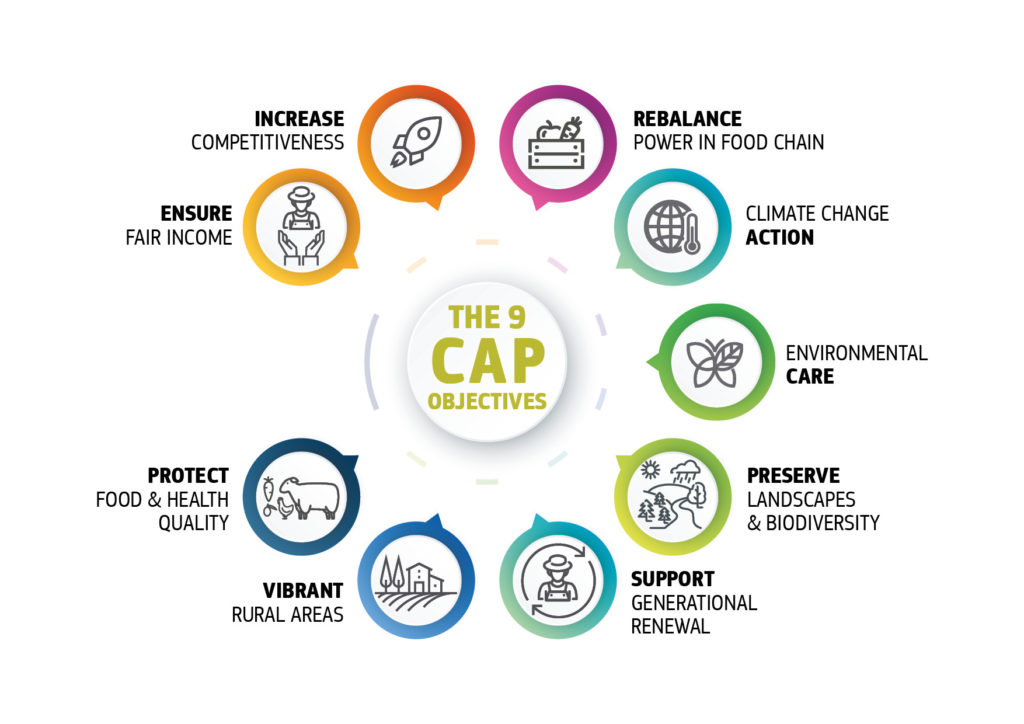 THE 9
CAP
OBJECTIVES
ENSURE
FAIR INCOME
INCREASE
COMPETITIVENESS
REBALANCE
POWER IN FOOD CHAIN
CLIMATE CHANGE
ACTION
ENVIRONMENTAL
CARE
PRESERVE
LANDSCAPES
& BIODIVERSITY
SUPPORT
GENERATIONAL
RENEWAL
VIBRANT
RURAL AREAS
PROTECT
FOOD & HEALTH
QUALITY